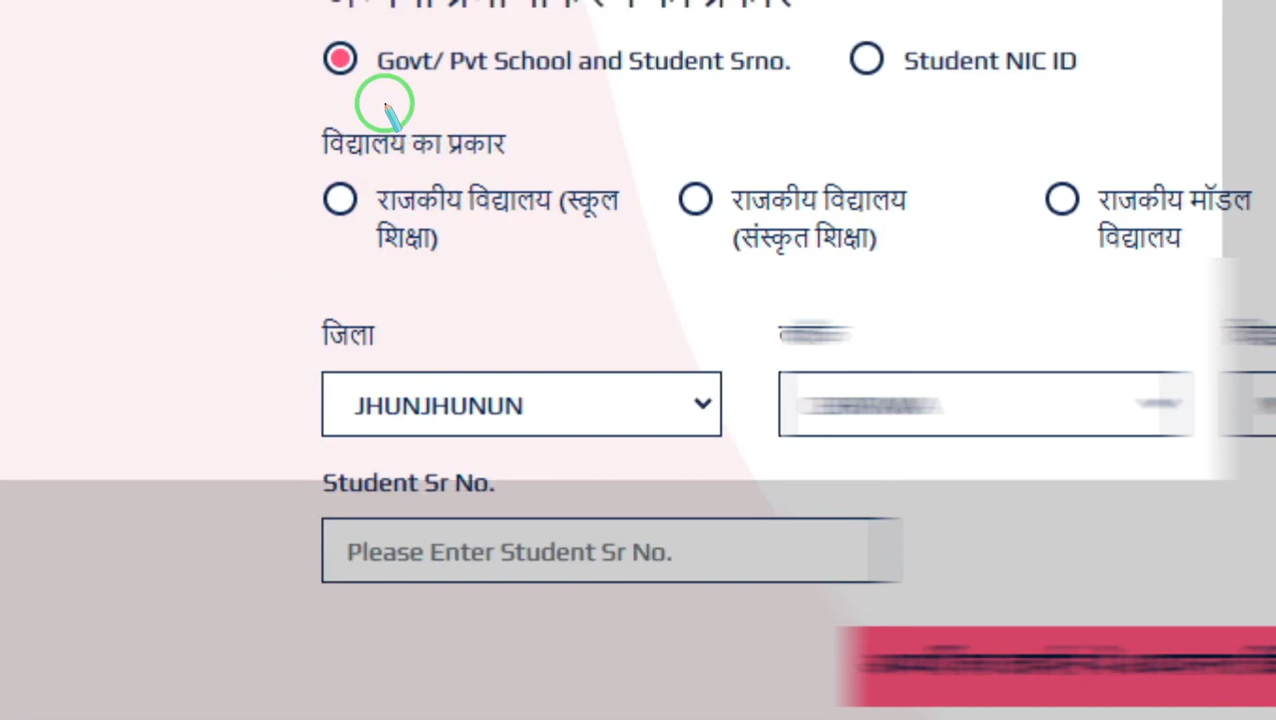 Govt/ Pvt School and Student Srno. Student NIC ID
विद्यालय का प्रकार
राजकीय विद्यालय (स्कूल राजकीय विद्यालय राजकीय मॉडल
शिक्षा) (संस्कृत शिक्षा) विद्यालय
जिला
JHUNJHUNUN
Student Sr No.
Please Enter Student Sr No.